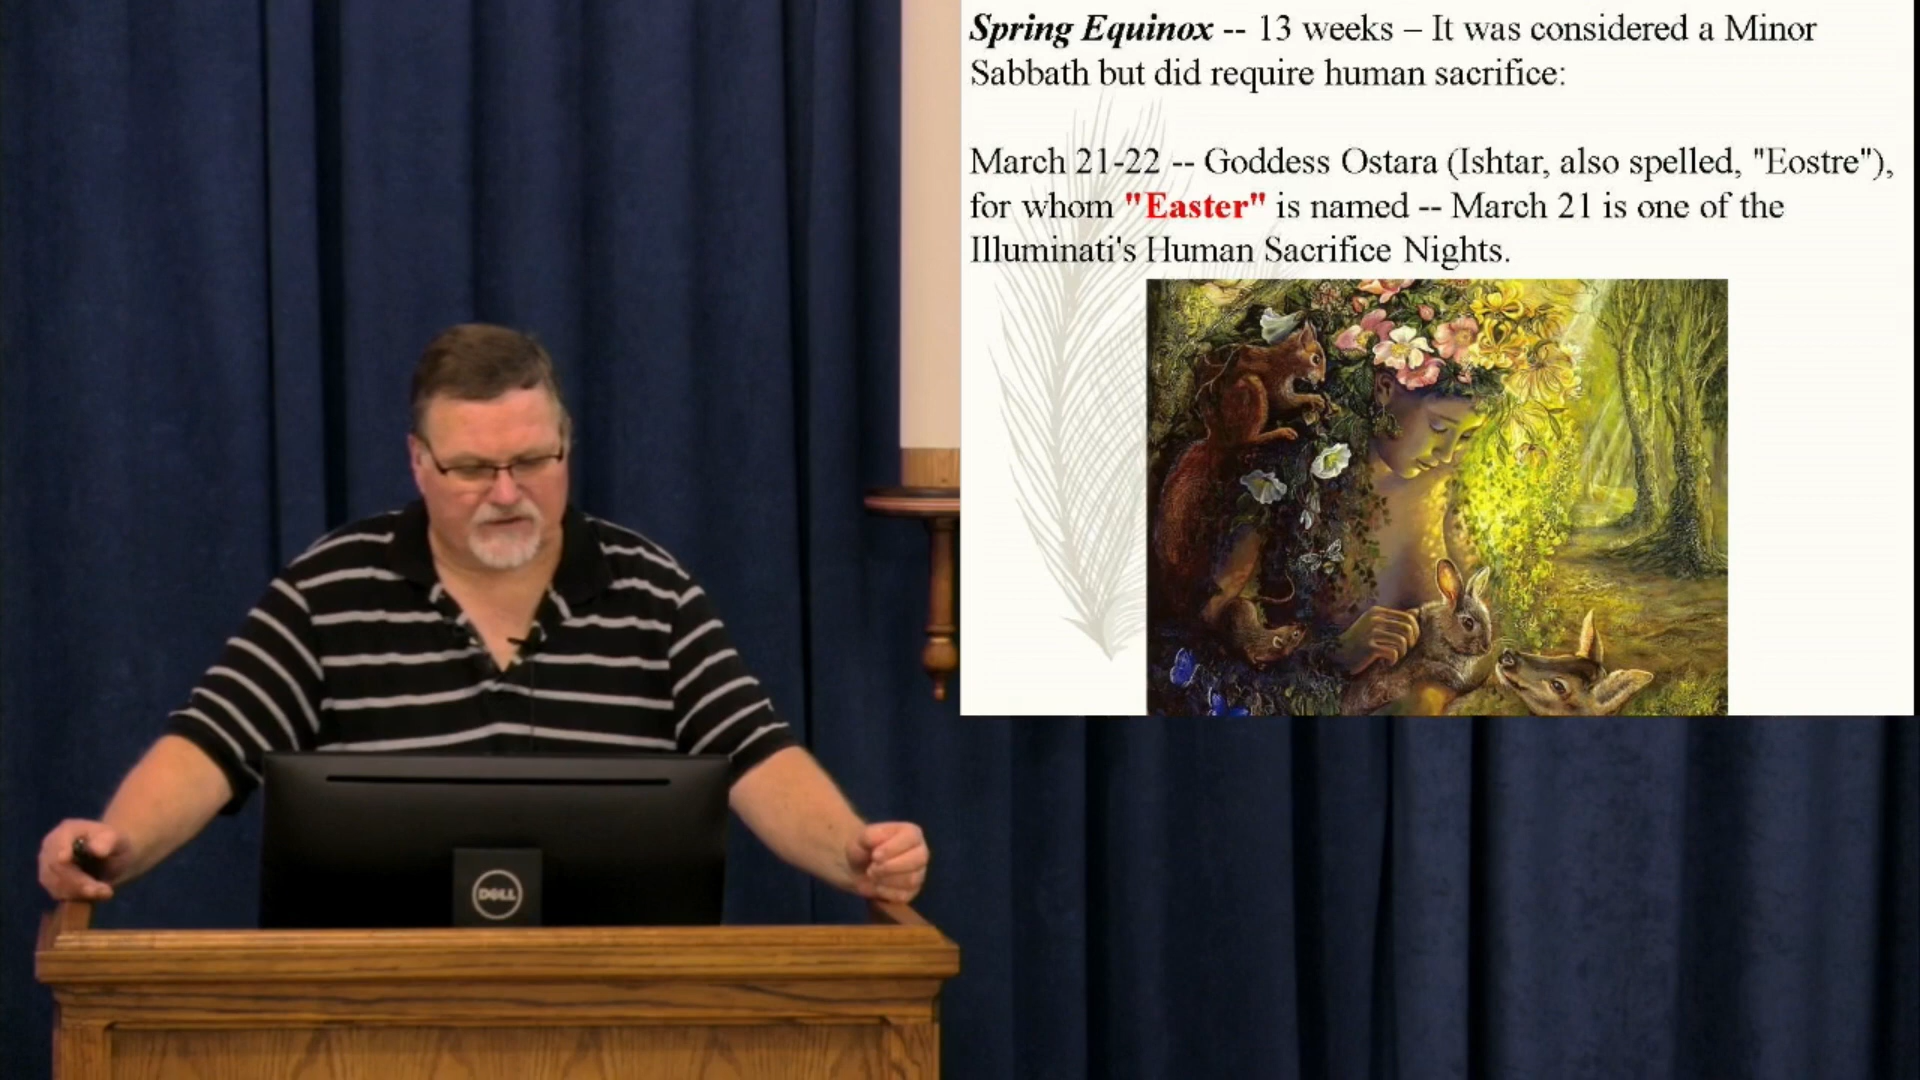 Spring Equinox -- 13 weeks – It was considered a Minor
Sabbath but did require human sacrifice:
March 21-22 -- Goddess Ostara (Ishtar, also spelled, "Eostre"),
for whom "Easter" is named -- March 21 is one of the
Illuminati's Human Sacrifice Nights.
DELL